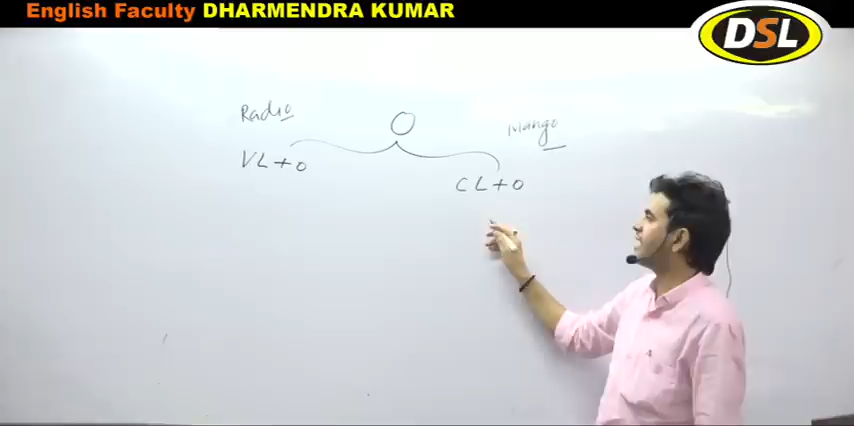 English Faculty DHARMENDRA KUMAR
DSL
Radio
O
Mango
VL+O
CL+O